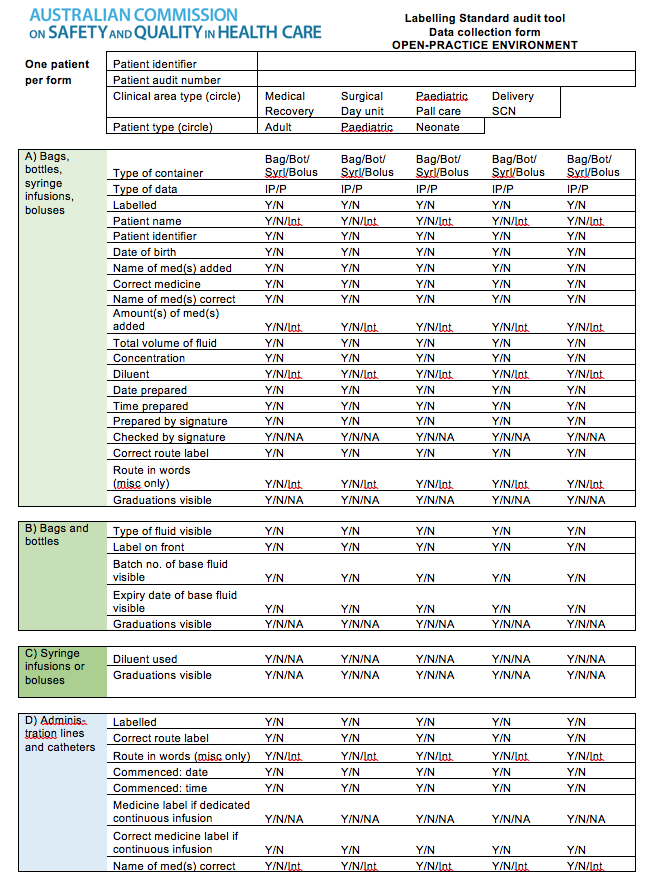 AUSTRALIAN COMMISSION
ON SAFETY AND QUALITY IN HEALTH CARE
Labelling Standard audit tool
Data collection form
OPEN-PRACTICE ENVIRONMENT
One patient per form
Patient identifier
Patient audit number
Clinical area type (circle) Medical Surgical Paediatric Delivery
Recovery Day unit Pall care SCN
Patient type (circle) Adult Paediatric Neonate
A) Bags, bottles, syringe infusions, boluses
Bag/Bot/ Bag/Bot/ Bag/Bot/ Bag/Bot/ Bag/Bot/
Type of container SyrI/Bolus SyrI/Bolus SyrI/Bolus SyrI/Bolus SyrI/Bolus
Type of data IP/P IP/P IP/P IP/P IP/P
Labelled Y/N Y/N Y/N Y/N Y/N
Patient name Y/N/Int Y/N/Int Y/N/Int Y/N/Int Y/N/Int
Patient identifier Y/N Y/N Y/N Y/N Y/N
Date of birth Y/N Y/N Y/N Y/N Y/N
Name of med(s) added Y/N Y/N Y/N Y/N Y/N
Correct medicine Y/N Y/N Y/N Y/N Y/N
Name of med(s) correct Y/N Y/N Y/N Y/N Y/N
Amount(s) of med(s)
added Y/N/Int Y/N/Int Y/N/Int Y/N/Int Y/N/Int
Total volume of fluid Y/N Y/N Y/N Y/N Y/N
Concentration Y/N Y/N Y/N Y/N Y/N
Diluent Y/N/Int Y/N/Int Y/N/Int Y/N/Int Y/N/Int
Date prepared Y/N Y/N Y/N Y/N Y/N
Time prepared Y/N Y/N Y/N Y/N Y/N
Prepared by signature Y/N Y/N Y/N Y/N Y/N
Checked by signature Y/N/NA Y/N/NA Y/N/NA Y/N/NA Y/N/NA
Correct route label Y/N Y/N Y/N Y/N Y/N
Route in words
(misc only) Y/N/Int Y/N/Int Y/N/Int Y/N/Int Y/N/Int
Graduations visible Y/N/NA Y/N/NA Y/N/NA Y/N/NA Y/N/NA
B) Bags and bottles
Type of fluid visible Y/N Y/N Y/N Y/N Y/N
Label on front Y/N Y/N Y/N Y/N Y/N
Batch no. of base fluid
visible Y/N Y/N Y/N Y/N Y/N
Expiry date of base fluid
visible Y/N Y/N Y/N Y/N Y/N
Graduations visible Y/N/NA Y/N/NA Y/N/NA Y/N/NA Y/N/NA
C) Syringe infusions or boluses
Diluent used Y/N/NA Y/N/NA Y/N/NA Y/N/NA Y/N/NA
Graduations visible Y/N/NA Y/N/NA Y/N/NA Y/N/NA Y/N/NA
D) Adminis-
tration lines
and catheters
Labelled Y/N Y/N Y/N Y/N Y/N
Correct route label Y/N Y/N Y/N Y/N Y/N
Route in words (misc only) Y/N/Int Y/N/Int Y/N/Int Y/N/Int Y/N/Int
Commenced: date Y/N Y/N Y/N Y/N Y/N
Commenced: time Y/N Y/N Y/N Y/N Y/N
Medicine label if dedicated
continuous infusion Y/N/NA Y/N/NA Y/N/NA Y/N/NA Y/N/NA
Correct medicine label if
continuous infusion Y/N Y/N Y/N Y/N Y/N
Name of med(s) correct Y/N/Int Y/N/Int Y/N/Int Y/N/Int Y/N/Int